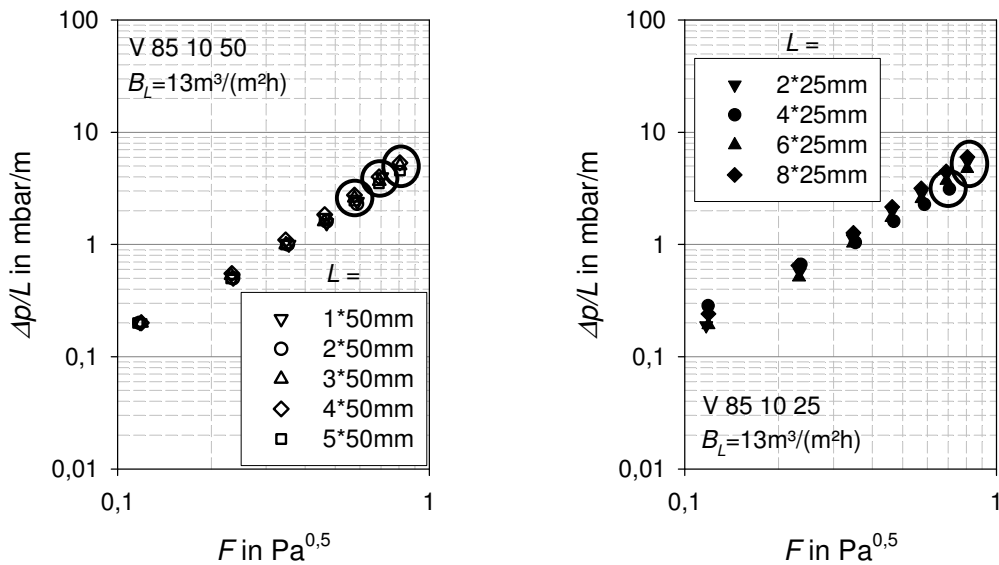 100
10
1
0,1
0,01
0,1
1
Δp/L in mbar/m
F in Pa^0,5
V 85 10 50
B_L=13m³/(m²h)
L =
1*50mm
2*50mm
3*50mm
4*50mm
5*50mm
100
10
1
0,1
0,01
0,1
1
Δp/L in mbar/m
F in Pa^0,5
L =
2*25mm
4*25mm
6*25mm
8*25mm
V 85 10 25
B_L=13m³/(m²h)